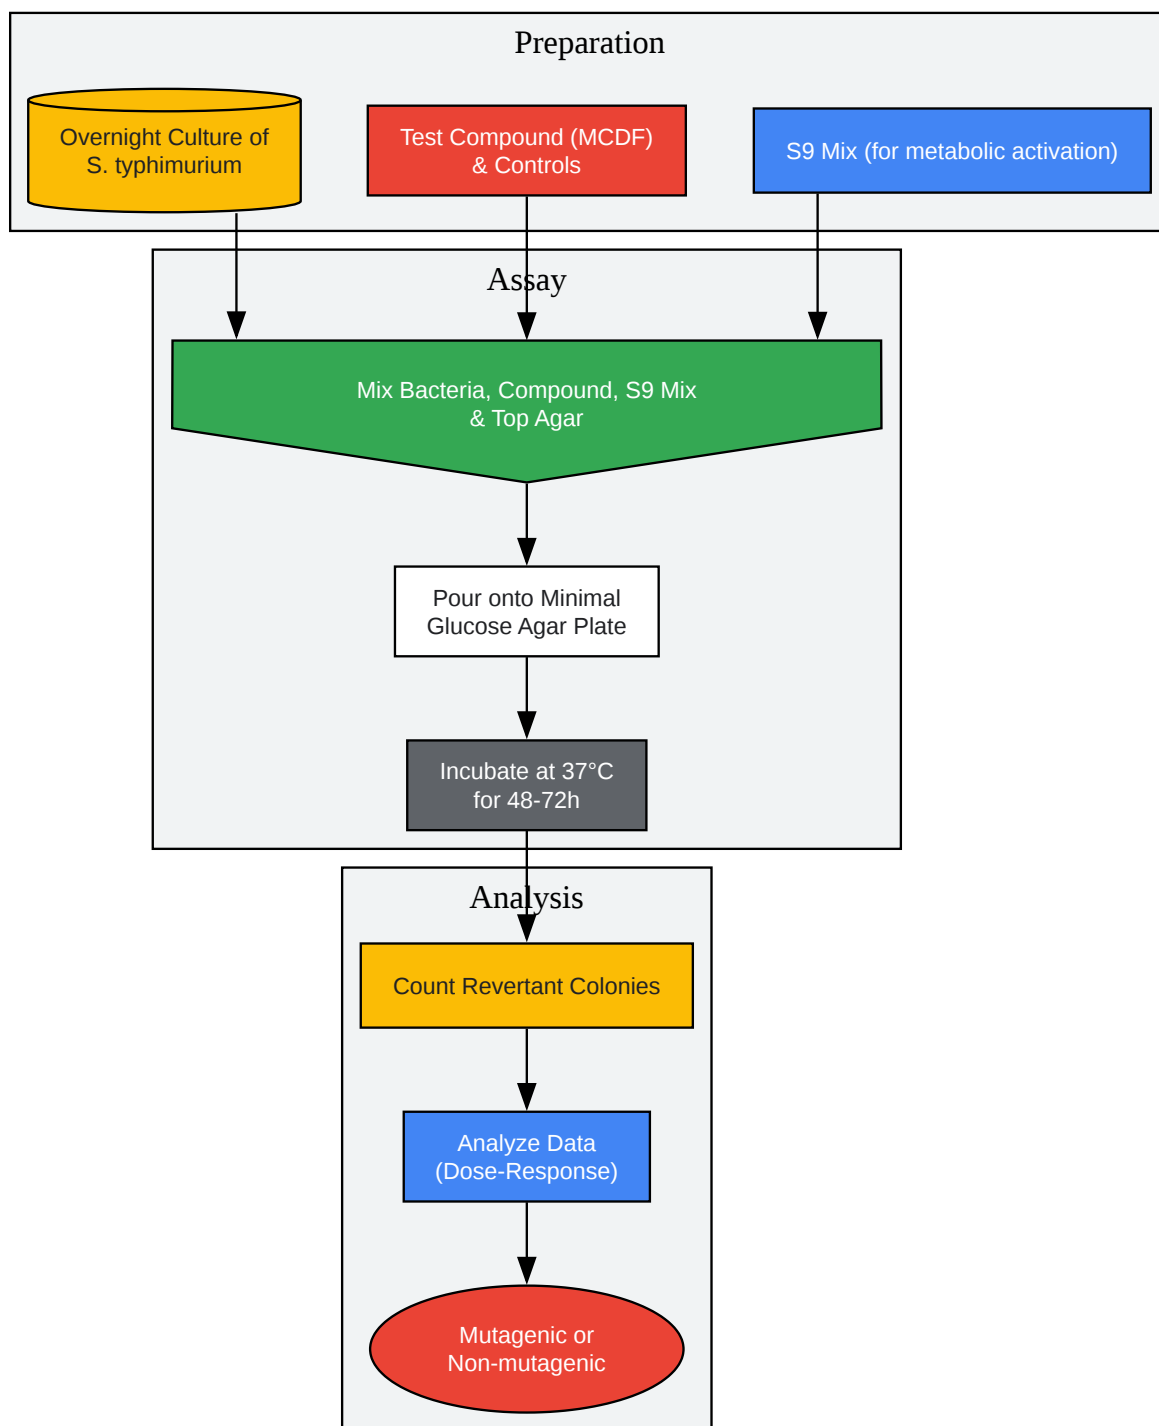 Preparation
Overnight Culture of
S. typhimurium
Test Compound (MCDF)
& Controls
S9 Mix (for metabolic activation)
Assay
Mix Bacteria, Compound, S9 Mix
& Top Agar
Pour onto Minimal
Glucose Agar Plate
Incubate at 37°C
for 48-72h
Analysis
Count Revertant Colonies
Analyze Data
(Dose-Response)
Mutagenic or
Non-mutagenic